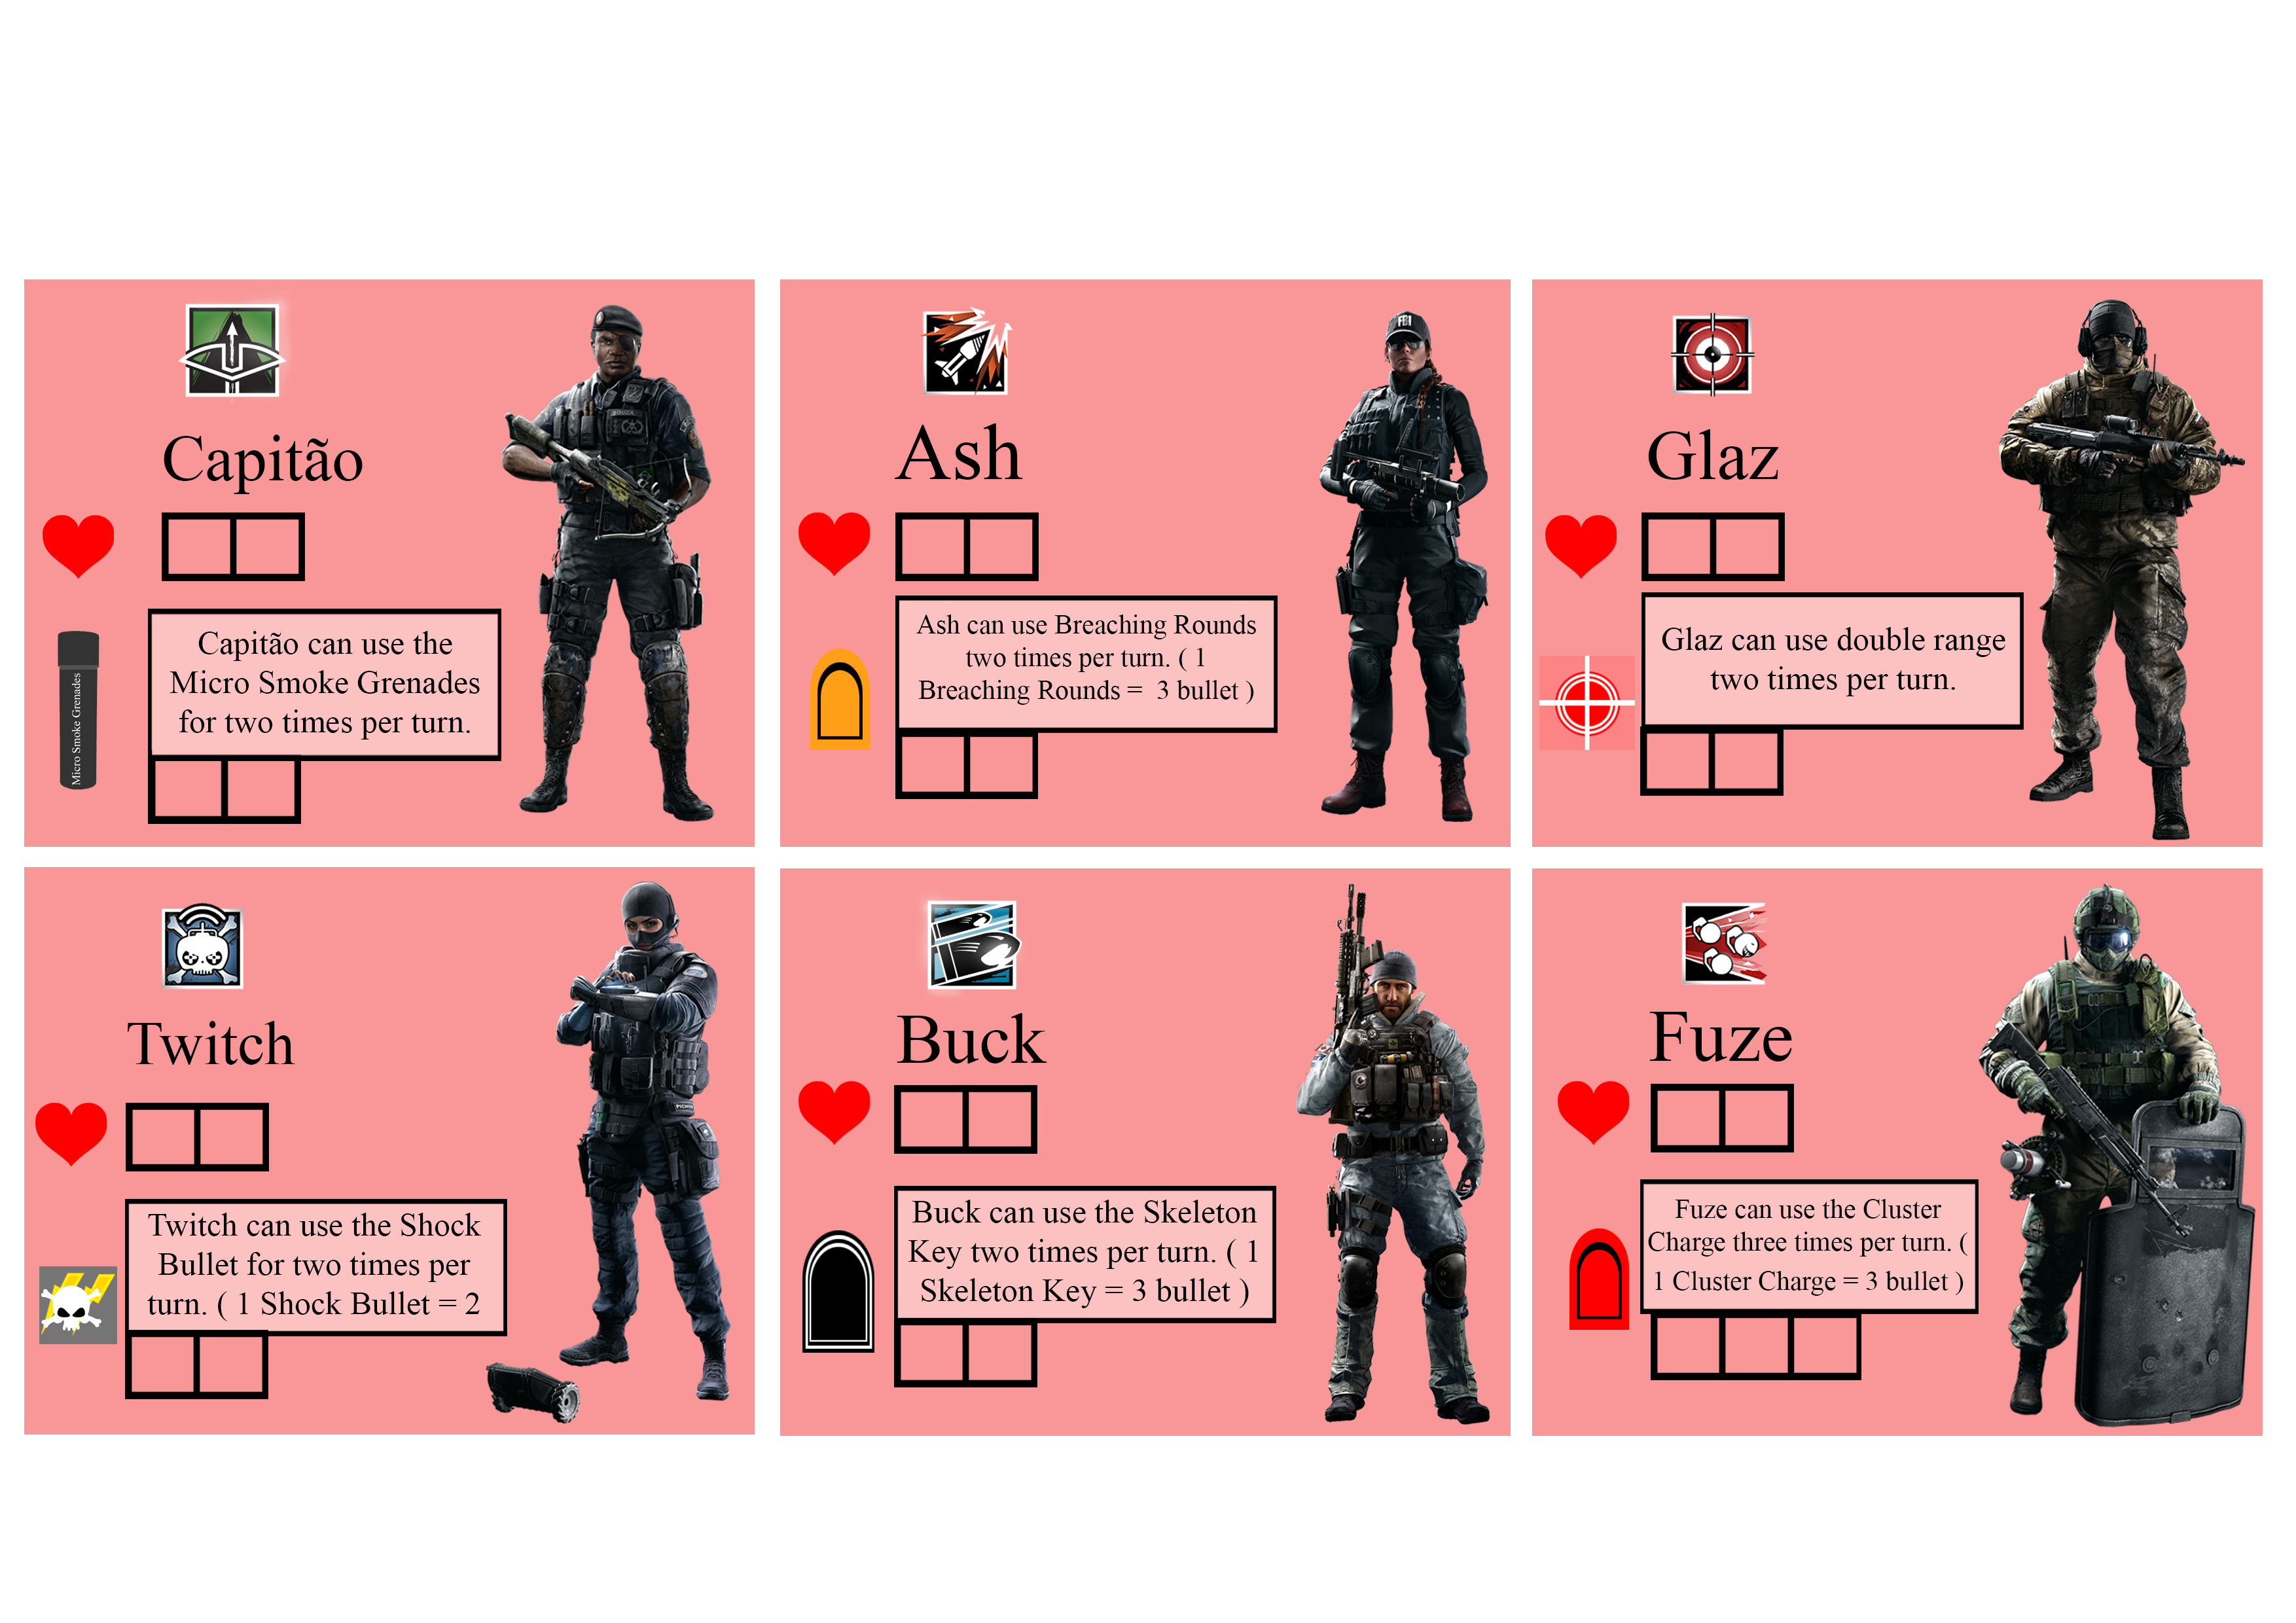 Capitão
Micro Smoke Grenades
Capitão can use the
Micro Smoke Grenades
for two times per turn.
FBI
Ash
Ash can use Breaching Rounds
two times per turn. ( 1
Breaching Rounds =  3 bullet )
Glaz
Glaz can use double range
two times per turn.
Twitch
Twitch can use the Shock
Bullet for two times per
turn. ( 1 Shock Bullet = 2
Buck
Buck can use the Skeleton
Key two times per turn. ( 1
Skeleton Key = 3 bullet )
Fuze
Fuze can use the Cluster
Charge three times per turn. (
1 Cluster Charge = 3 bullet )